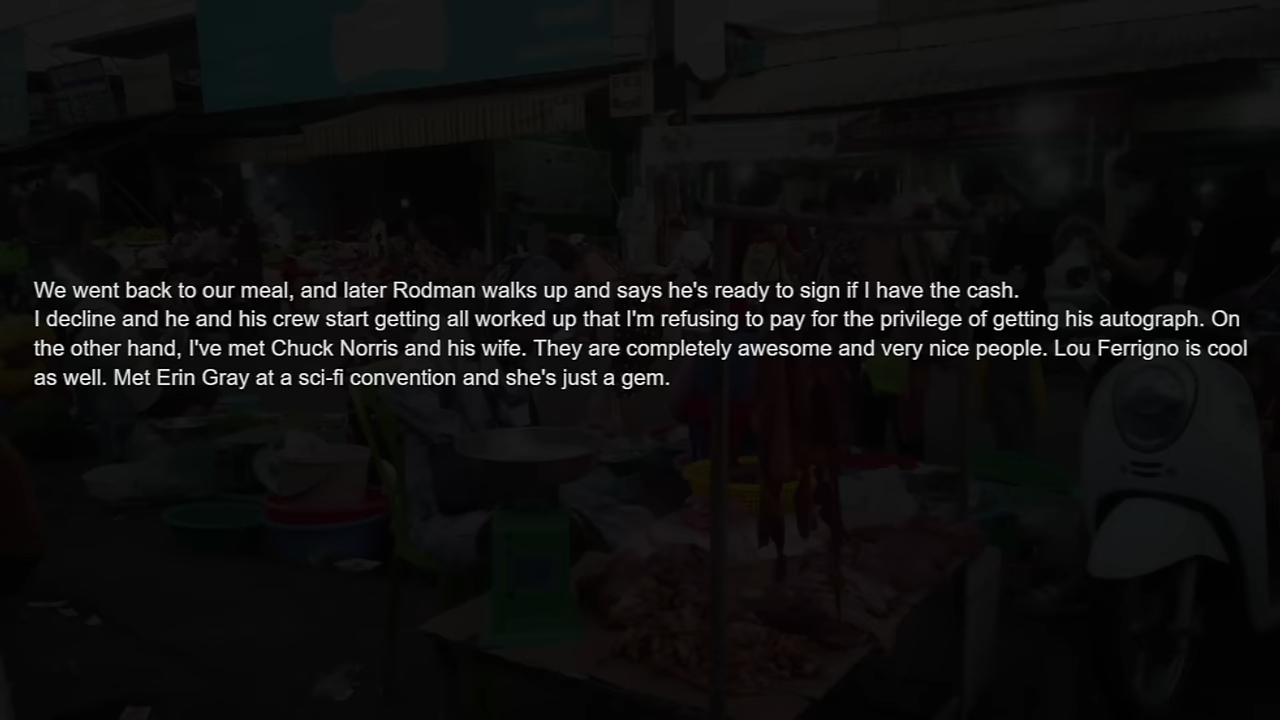 We went back to our meal, and later Rodman walks up and says he's ready to sign if I have the cash.
I decline and he and his crew start getting all worked up that I'm refusing to pay for the privilege of getting his autograph. On
the other hand, I've met Chuck Norris and his wife. They are completely awesome and very nice people. Lou Ferrigno is cool
as well. Met Erin Gray at a sci-fi convention and she's just a gem.